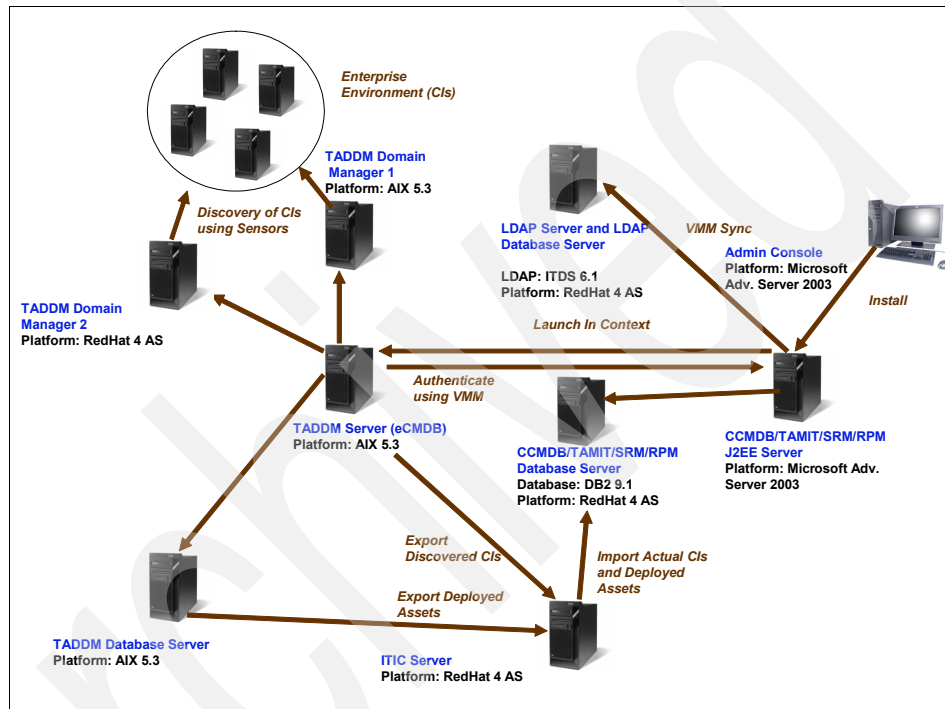 Enterprise
Environment (CIs)
TADDM Domain
Manager 1
Platform: AIX 5.3
Discovery of CIs
using Sensors
LDAP Server and LDAP
Database Server
LDAP: ITDS 6.1
Platform: RedHat 4 AS
VMM Sync
Admin Console
Platform: Microsoft
Adv. Server 2003
Install
TADDM Domain
Manager 2
Platform: RedHat 4 AS
Launch In Context
Authenticate
using VMM
TADDM Server (eCMDB)
Platform: AIX 5.3
CCMDB/TAMIT/SRM/RPM
Database Server
Database: DB2 9.1
Platform: RedHat 4 AS
CCMDB/TAMIT/SRM/RPM
J2EE Server
Platform: Microsoft Adv.
Server 2003
Export
Discovered CIs
Import Actual CIs
and Deployed
Assets
Export Deployed
Assets
TADDM Database Server
Platform: AIX 5.3
ITIC Server
Platform: RedHat 4 AS
rchived